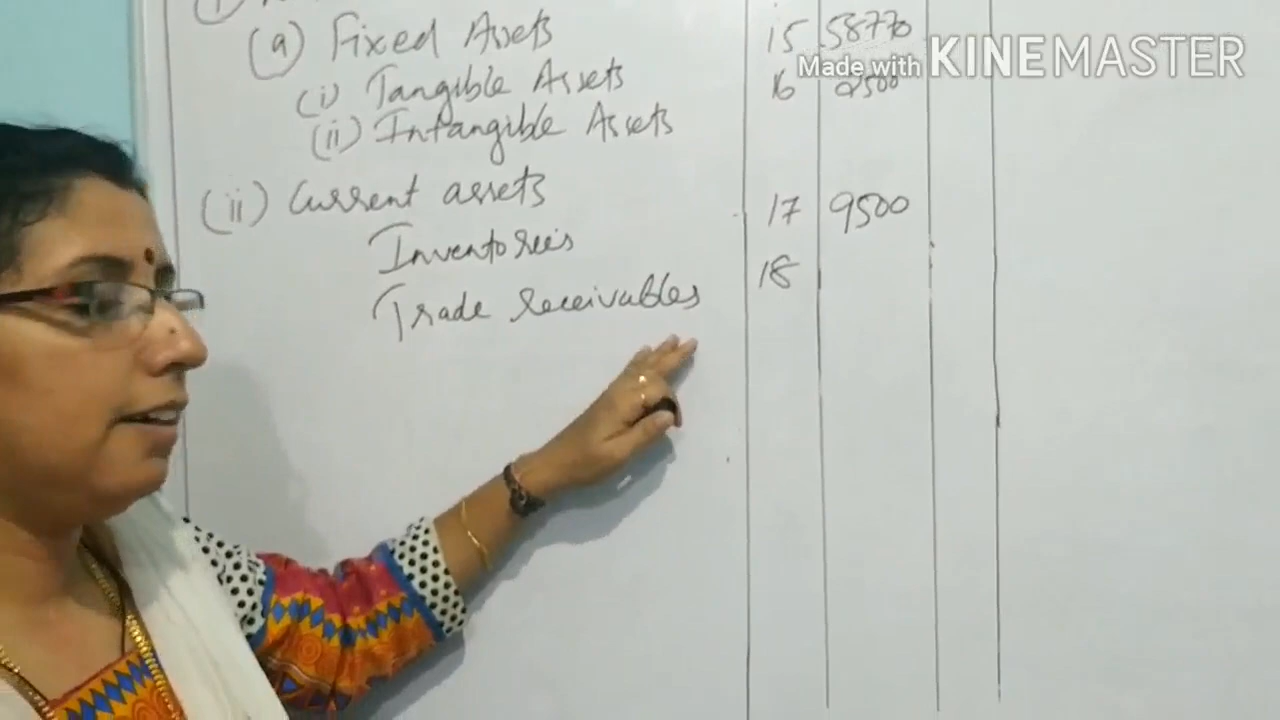 (a) Fixed Assets 15 58770
(i) Tangible Assets 16 9500
(ii) Intangible Assets
(ii) Current assets
Inventories 17 9500
Trade receivables 18
Made with KINEMASTER